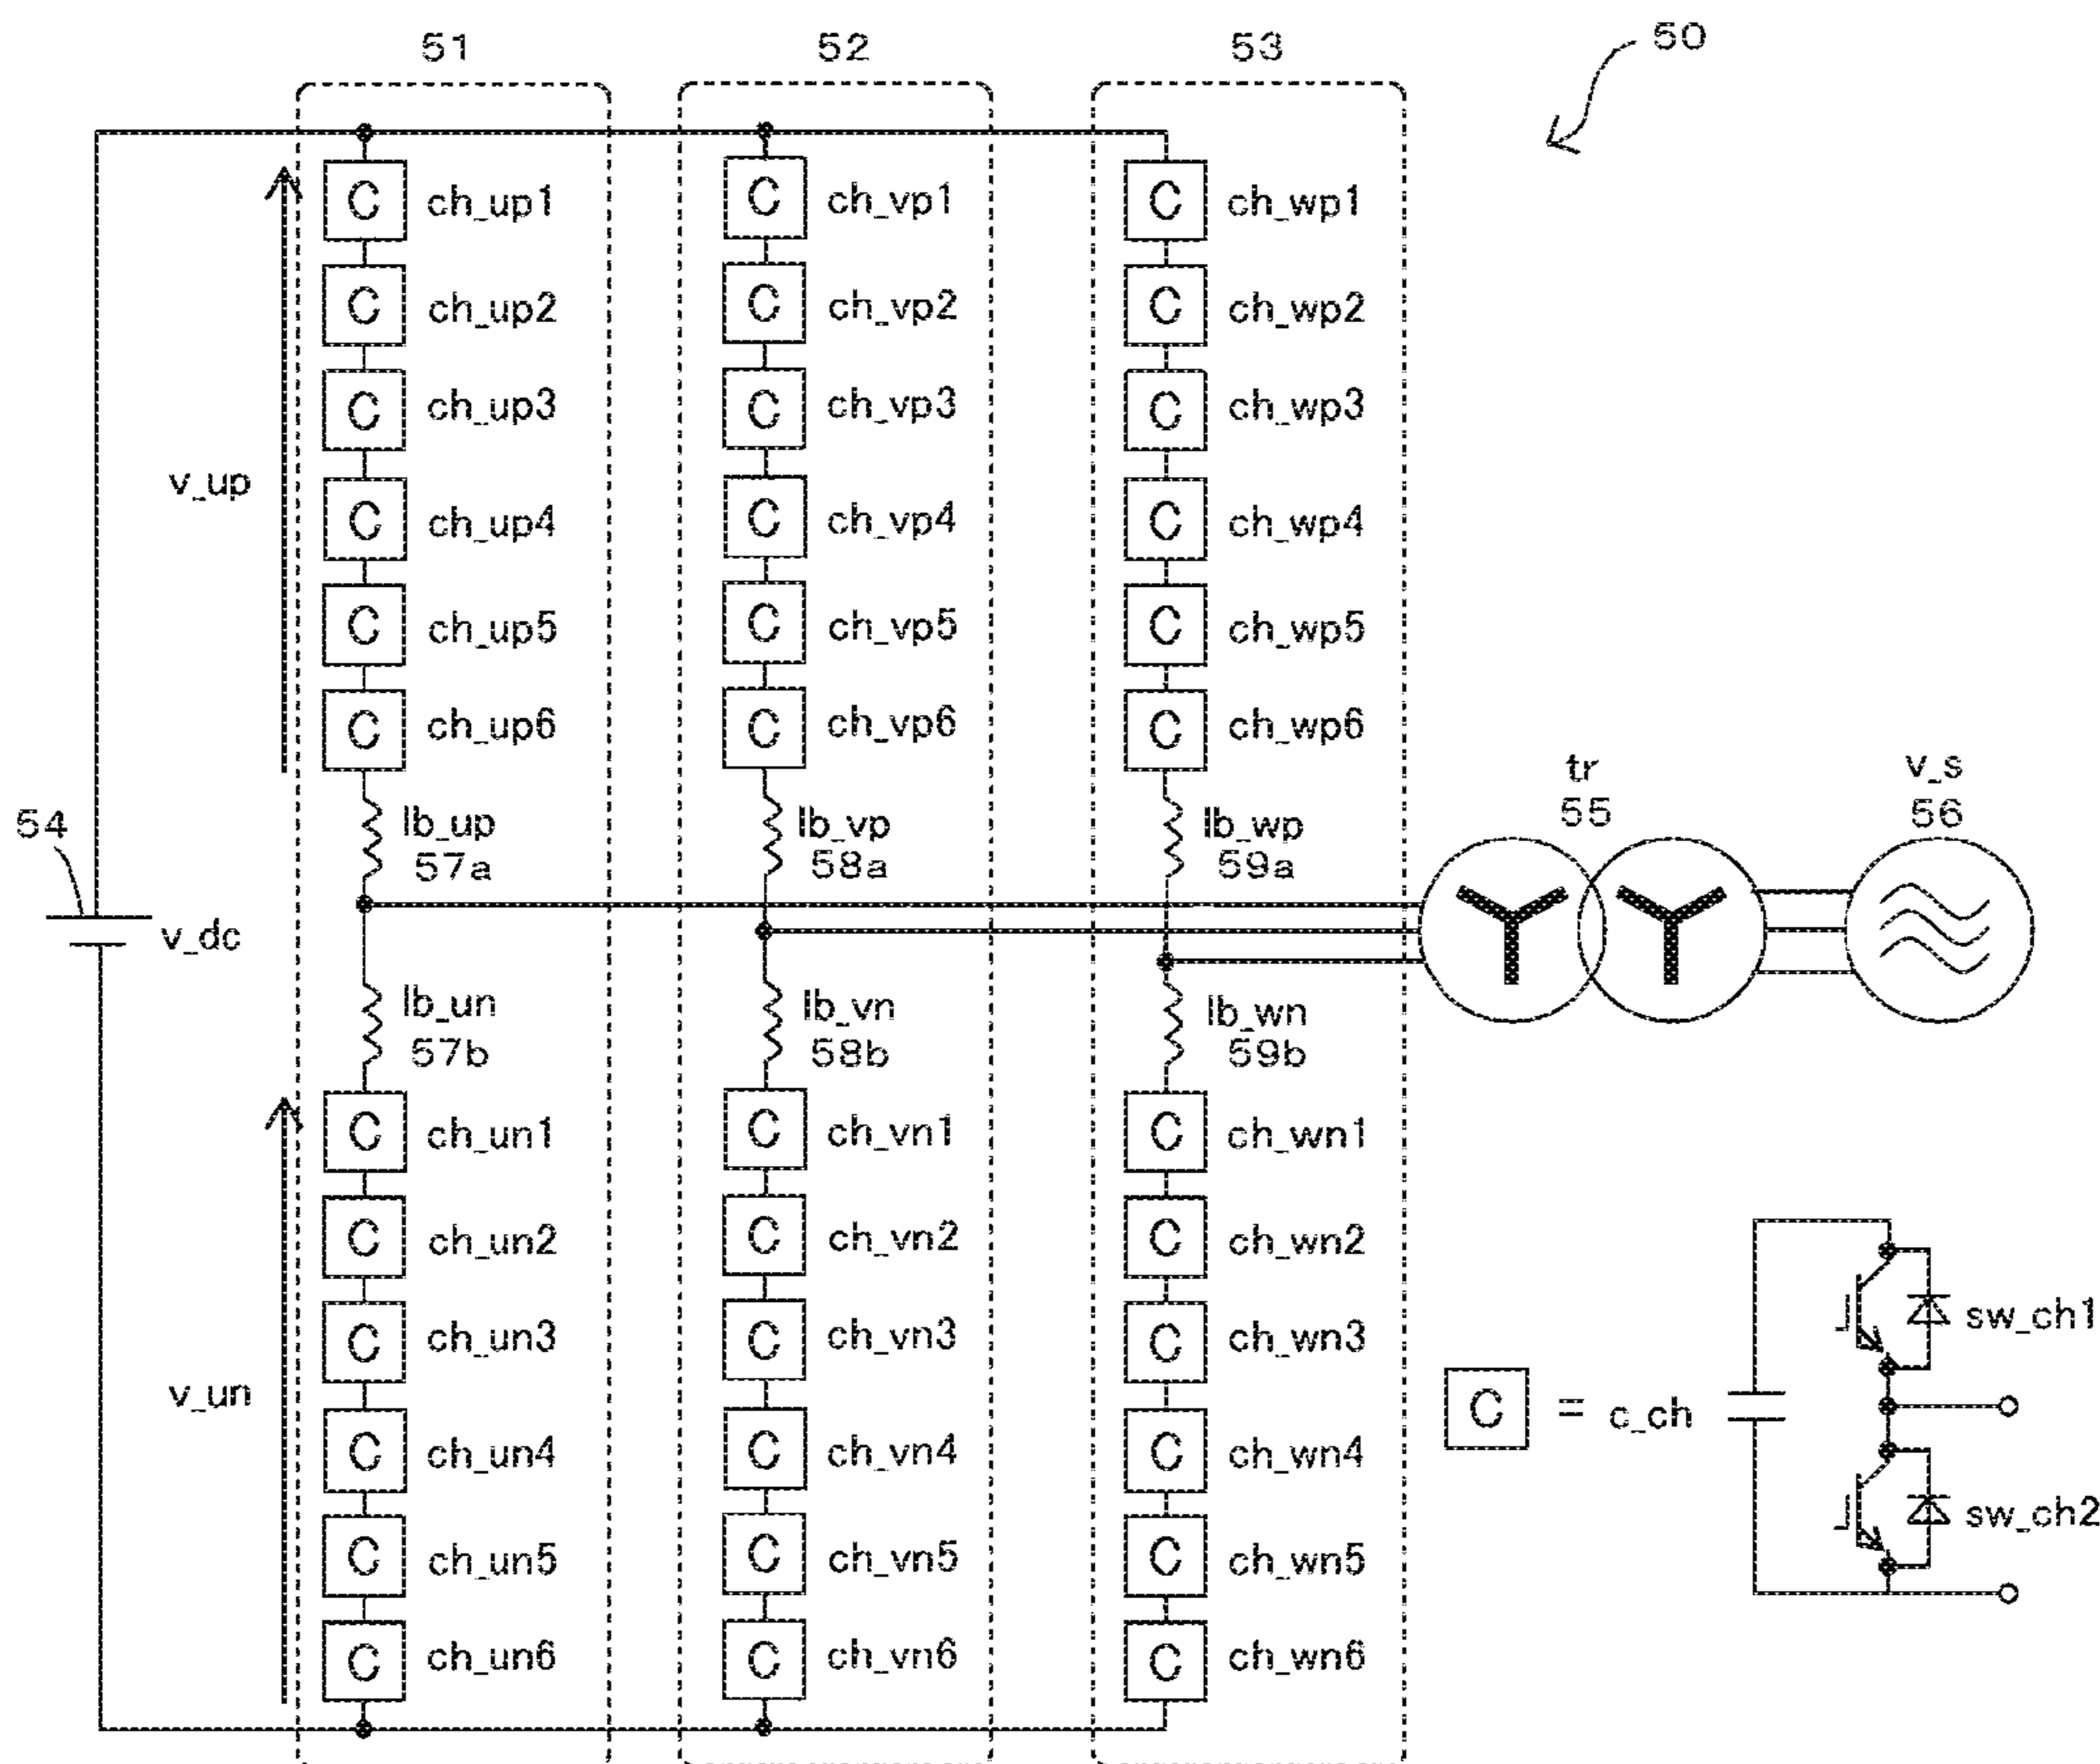 51
52
53
50
C ch_up1
C ch_vp1
C ch_wp1
C ch_up2
C ch_vp2
C ch_wp2
C ch_up3
C ch_vp3
C ch_wp3
v_up
C ch_up4
C ch_vp4
C ch_wp4
C ch_up5
C ch_vp5
C ch_wp5
C ch_up6
C ch_vp6
C ch_wp6
54
v_dc
lb_up
57a
lb_vp
58a
lb_wp
59a
tr
55
v_s
56
lb_un
57b
lb_vn
58b
lb_wn
59b
C ch_un1
C ch_vn1
C ch_wn1
C ch_un2
C ch_vn2
C ch_wn2
C ch_un3
C ch_vn3
C ch_wn3
v_un
C ch_un4
C ch_vn4
C ch_wn4
C ch_un5
C ch_vn5
C ch_wn5
C ch_un6
C ch_vn6
C ch_wn6
C = c_ch
sw_ch1
sw_ch2